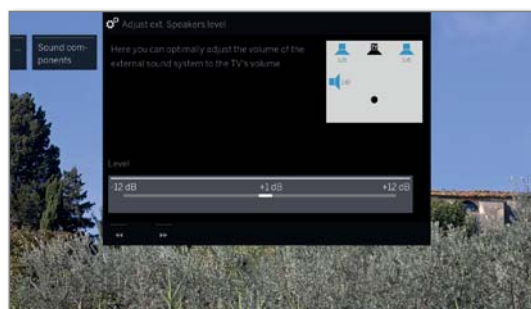 Adjust ext. Speakers level
...
Sound com-
ponents
Here you can optimally adjust the volume of the
external sound system to the TV's volume
Level
-12 dB +1 dB +12 dB